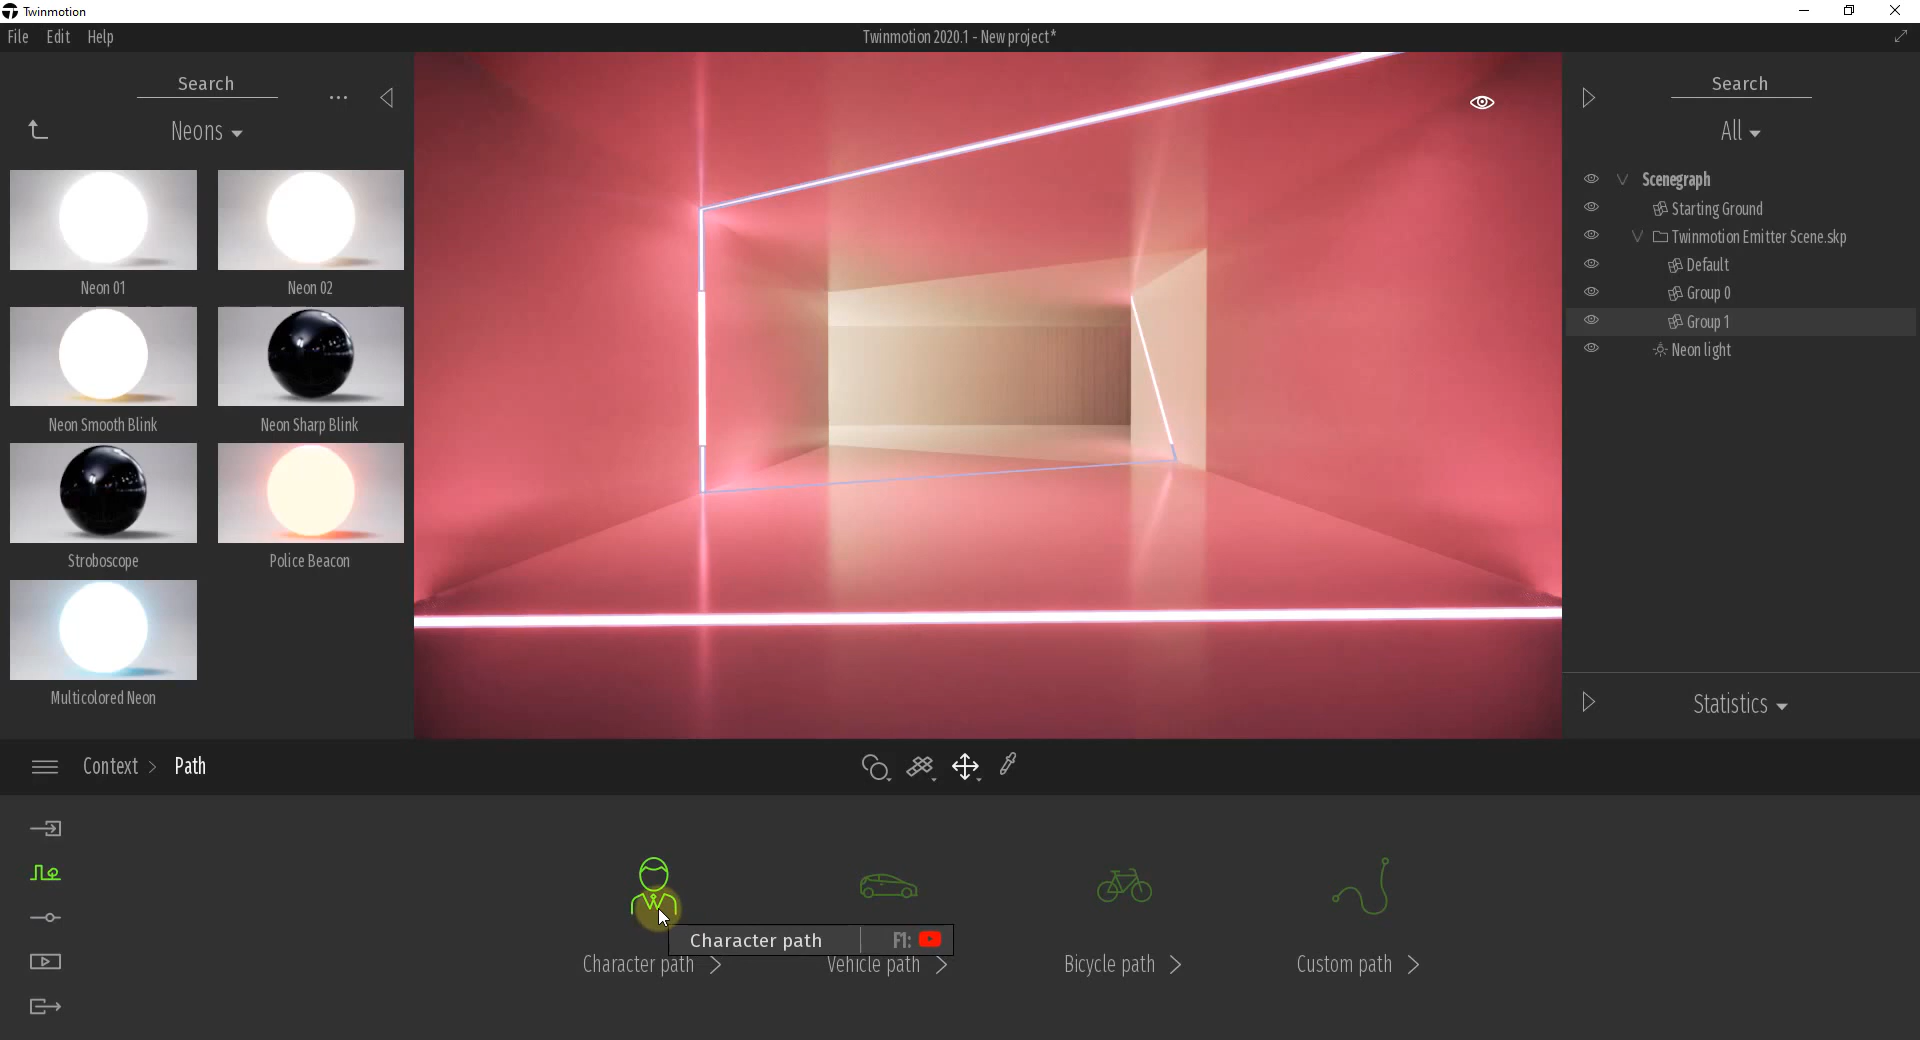 Twinmotion
File Edit Help
Twinmotion 2020.1 - New project*
Search
...
Neons
Neon 01
Neon 02
Neon Smooth Blink
Neon Sharp Blink
Stroboscope
Police Beacon
Multicolored Neon
Search
All
Scenegraph
Starting Ground
Twinmotion Emitter Scene.skp
Default
Group 0
Group 1
Neon light
Statistics
Context > Path
Character path F1:
Character path
Vehicle path
Bicycle path
Custom path